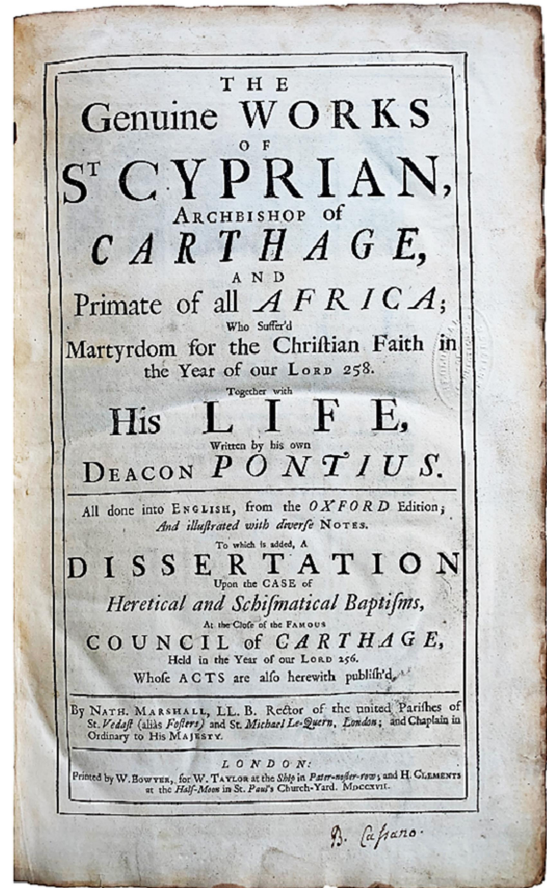 THE
Genuine WORKS
OF
ST CYPRIAN,
ARCHBISHOP of
CARTHAGE,
AND
Primate of all AFRICA;
Who Suffer'd
Martyrdom for the Chriſtian Faith in
the Year of our LORD 258.
Together with
His LIFE,
Written by his own
DEACON PONTIUS.
All done into ENGLISH, from the OXFORD Edition;
And illuſtrated with diverſe NOTES.
To which is added, A
DISSERTATION
Upon the CASE of
Heretical and Schiſmatical Baptiſms,
At the Cloſe of the FAMOUS
COUNCIL of CARTHAGE,
Held in the Year of our LORD 256.
Whoſe ACTS are alſo herewith publiſh'd,
By NATH. MARSHALL, LL. B. Rector of the united Pariſhes of
St. Vedaſt (aliàs Foſters) and St. Michael Le-Quern, London; and Chaplain in
Ordinary to His MAJESTY.
LONDON:
Printed by W. BOWYER, for W. TAYLOR at the Ship in Pater-noſter-row; and H. CLEMENTS
at the Half-Moon in St. Paul's Church-Yard. MDCCXVII.
B. Caſsano.